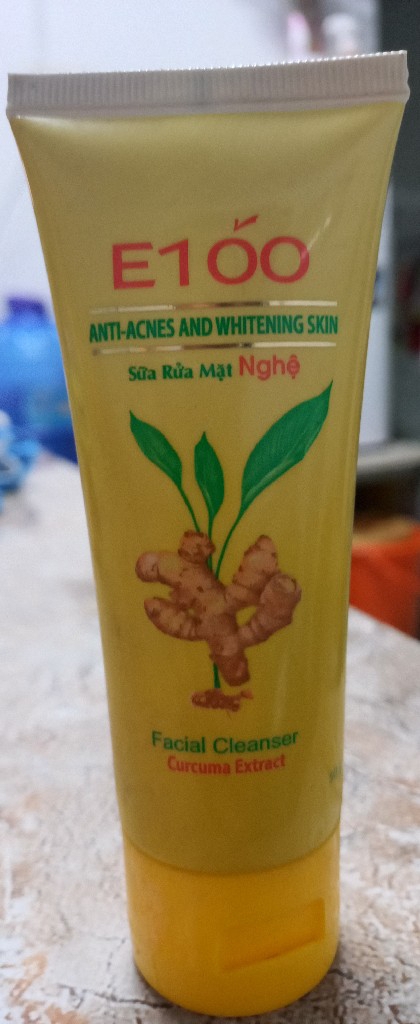 E100
ANTI-ACNES AND WHITENING SKIN
Sữa Rửa Mặt Nghệ
Facial Cleanser
Curcuma Extract